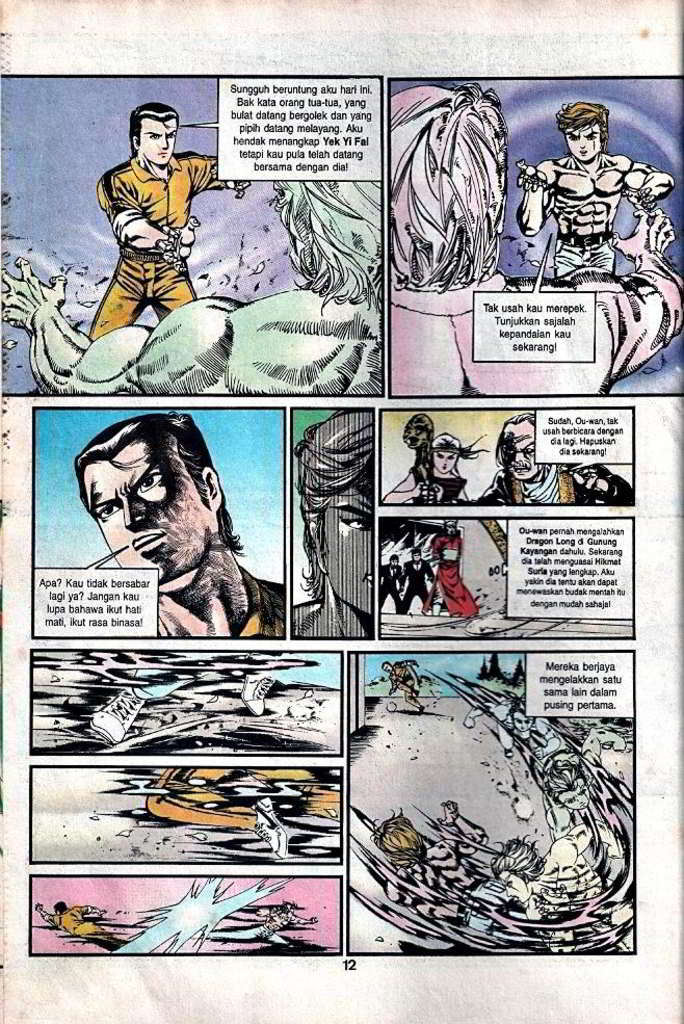 Sungguh beruntung aku hari ini.
Bak kata orang tua-tua, yang
bulat datang bergolek dan yang
pipih datang melayang. Aku
hendak menangkap Yek Yi Fai
tetapi kau pula telah datang
bersama dengan dia!
Tak usah kau merepek.
Tunjukkan sajalah
kepandaian kau
sekarang!
Apa? Kau tidak bersabar
lagi ya? Jangan kau
lupa bahawa ikut hati
mati, ikut rasa binasa!
Sudah, Ou-wan, tak
usah berbicara dengan
dia lagi. Hapuskan
dia sekarang!
Ou-wan pernah mengalahkan
Dragon Long di Gunung
Kayangan dahulu. Sekarang
dia telah menguasai Hikmat
Suria yang lengkap. Aku
yakin dia tentu akan dapat
menewaskan budak mentah itu
dengan mudah sahaja!
Mereka berjaya
mengelakkan satu
sama lain dalam
pusing pertama.
12